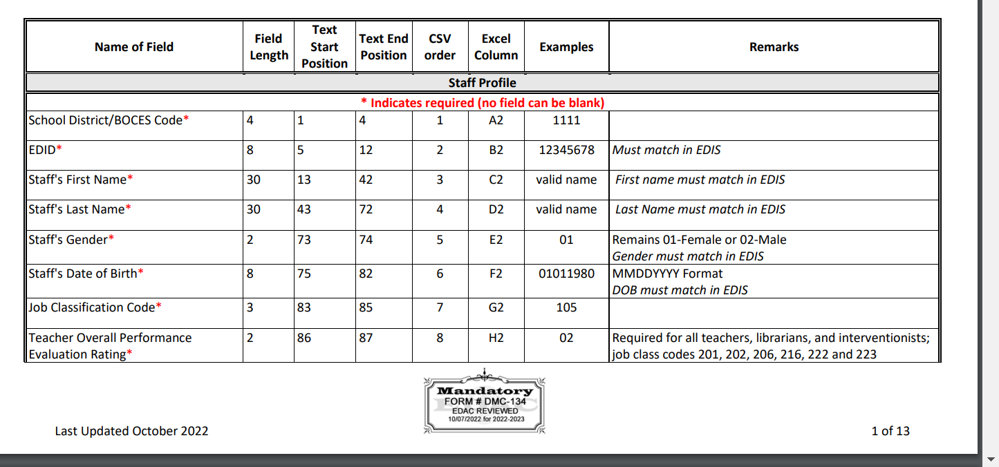 Name of Field Field Length Text Start Position Text End Position CSV order Excel Column Examples Remarks
Staff Profile
* Indicates required (no field can be blank)
School District/BOCES Code* 4 1 4 1 A2 1111
EDID* 8 5 12 2 B2 12345678 Must match in EDIS
Staff's First Name* 30 13 42 3 C2 valid name First name must match in EDIS
Staff's Last Name* 30 43 72 4 D2 valid name Last Name must match in EDIS
Staff's Gender* 2 73 74 5 E2 01 Remains 01-Female or 02-Male
Gender must match in EDIS
Staff's Date of Birth* 8 75 82 6 F2 01011980 MMDDYYYY Format
DOB must match in EDIS
Job Classification Code* 3 83 85 7 G2 105
Teacher Overall Performance 2 86 87 8 H2 02 Required for all teachers, librarians, and interventionists;
Evaluation Rating* job class codes 201, 202, 206, 216, 222 and 223
Mandatory
FORM # DMC-134
EDAC REVIEWED
10/07/2022 for 2022-2023
Last Updated October 2022 1 of 13